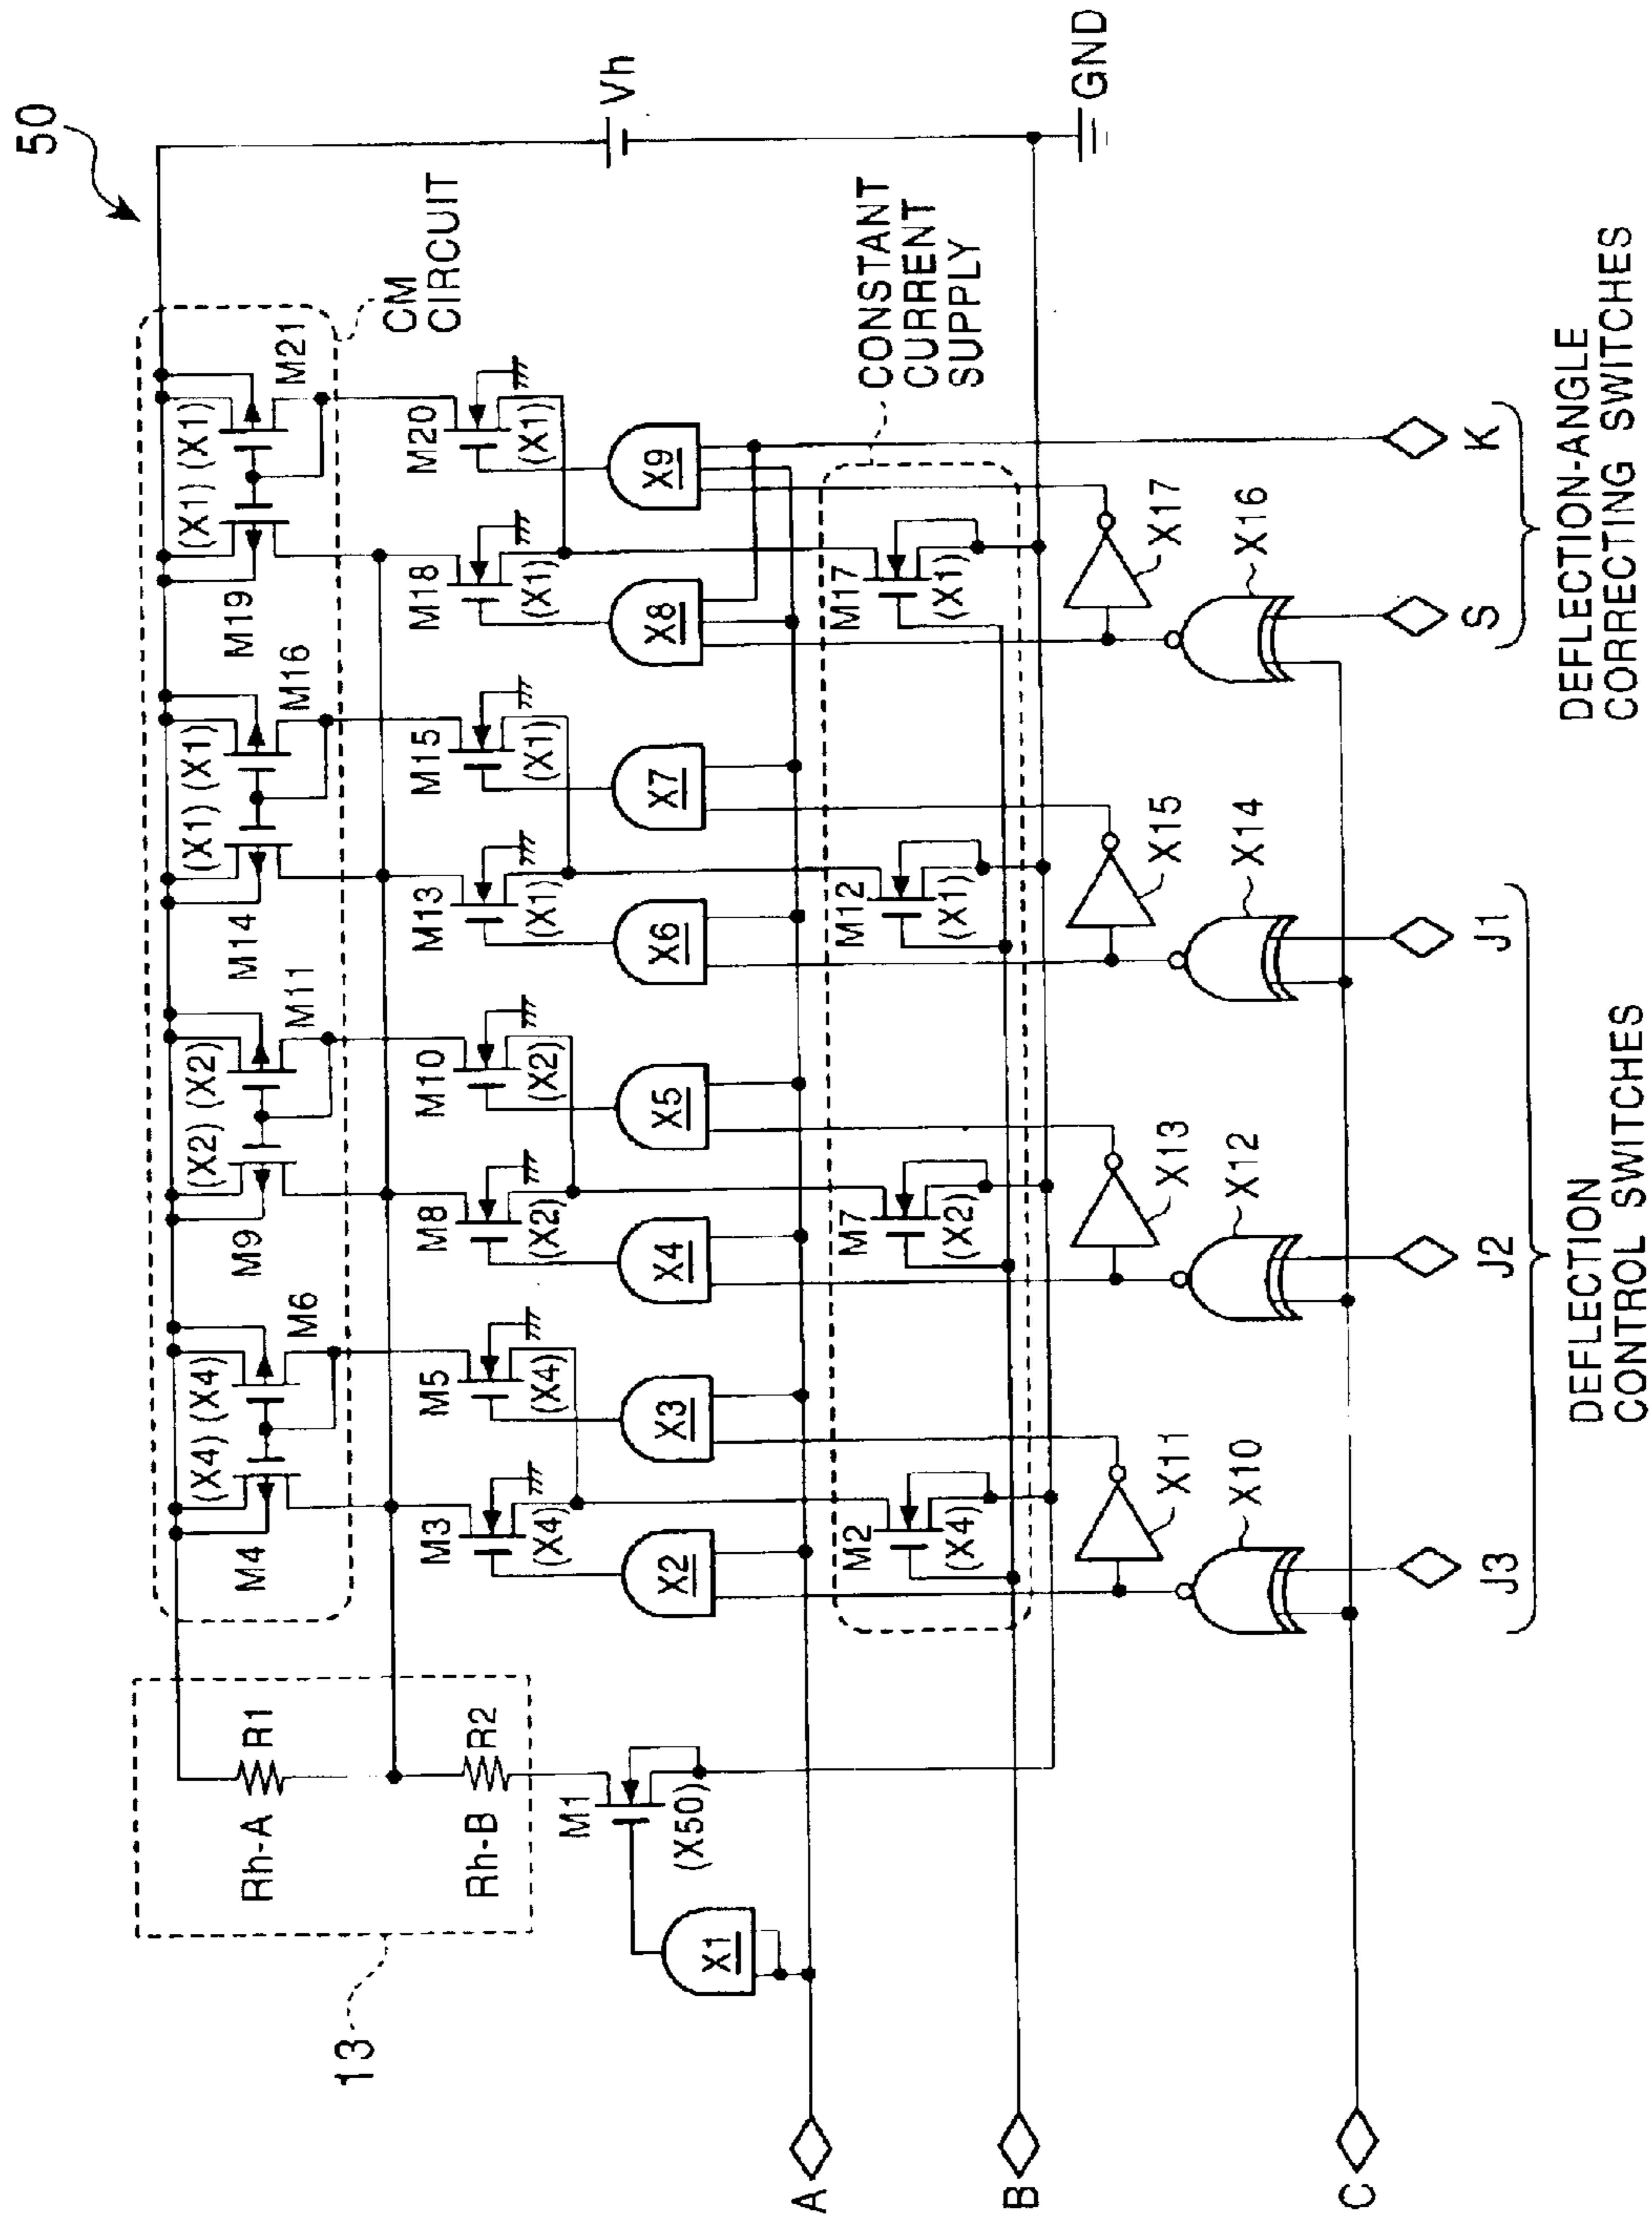 50
Vh
GND
CM
CIRCUIT
CONSTANT
CURRENT
SUPPLY
13
Rh-A
R1
Rh-B
R2
(X4) (X4)
M4
M6
(X2) (X2)
M9
M11
(X1) (X1)
M14
M16
(X1) (X1)
M19
M21
M1
(X50)
M3
(X4)
M5
(X4)
M8
(X2)
M10
(X2)
M13
(X1)
M15
(X1)
M18
(X1)
M20
(X1)
X1
X2
X3
X4
X5
X6
X7
X8
X9
M2
(X4)
M7
(X2)
M12
(X1)
M17
(X1)
X11
X13
X15
X17
X10
X12
X14
X16
A
B
C
J3
J2
J1
S
K
DEFLECTION
CONTROL SWITCHES
DEFLECTION-ANGLE
CORRECTING SWITCHES